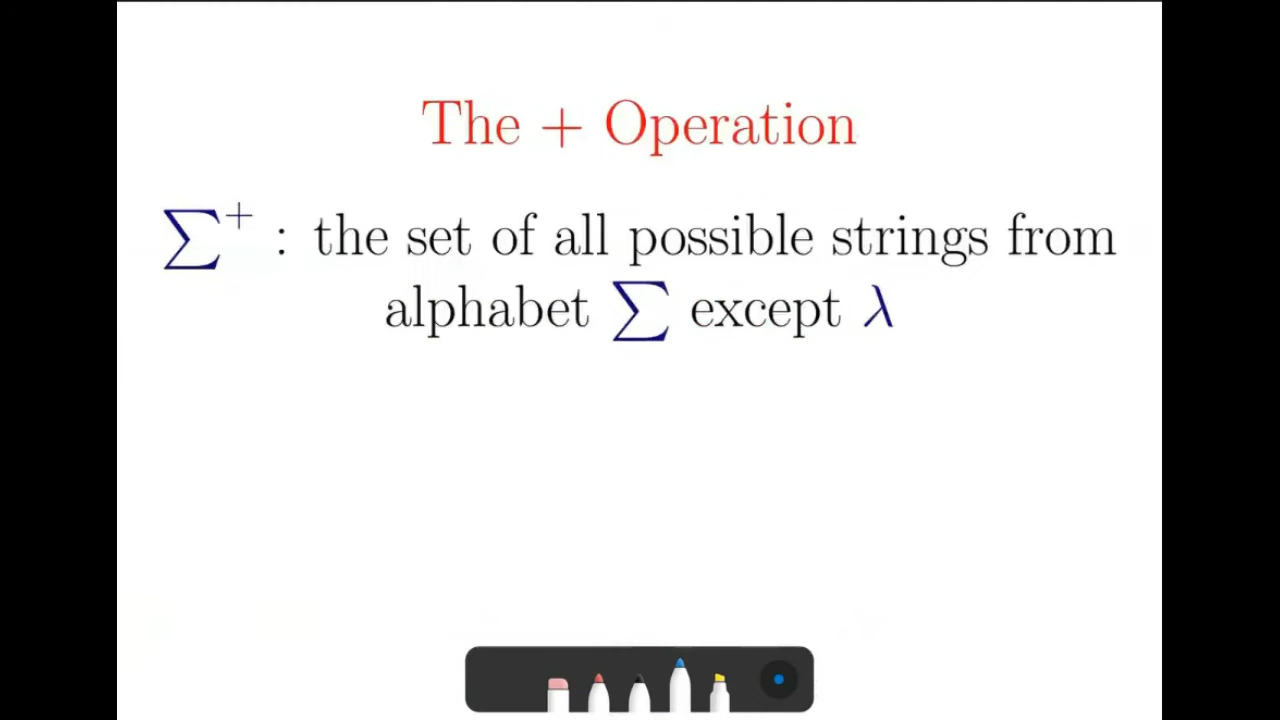 The + Operation
∑⁺ : the set of all possible strings from
alphabet ∑ except λ